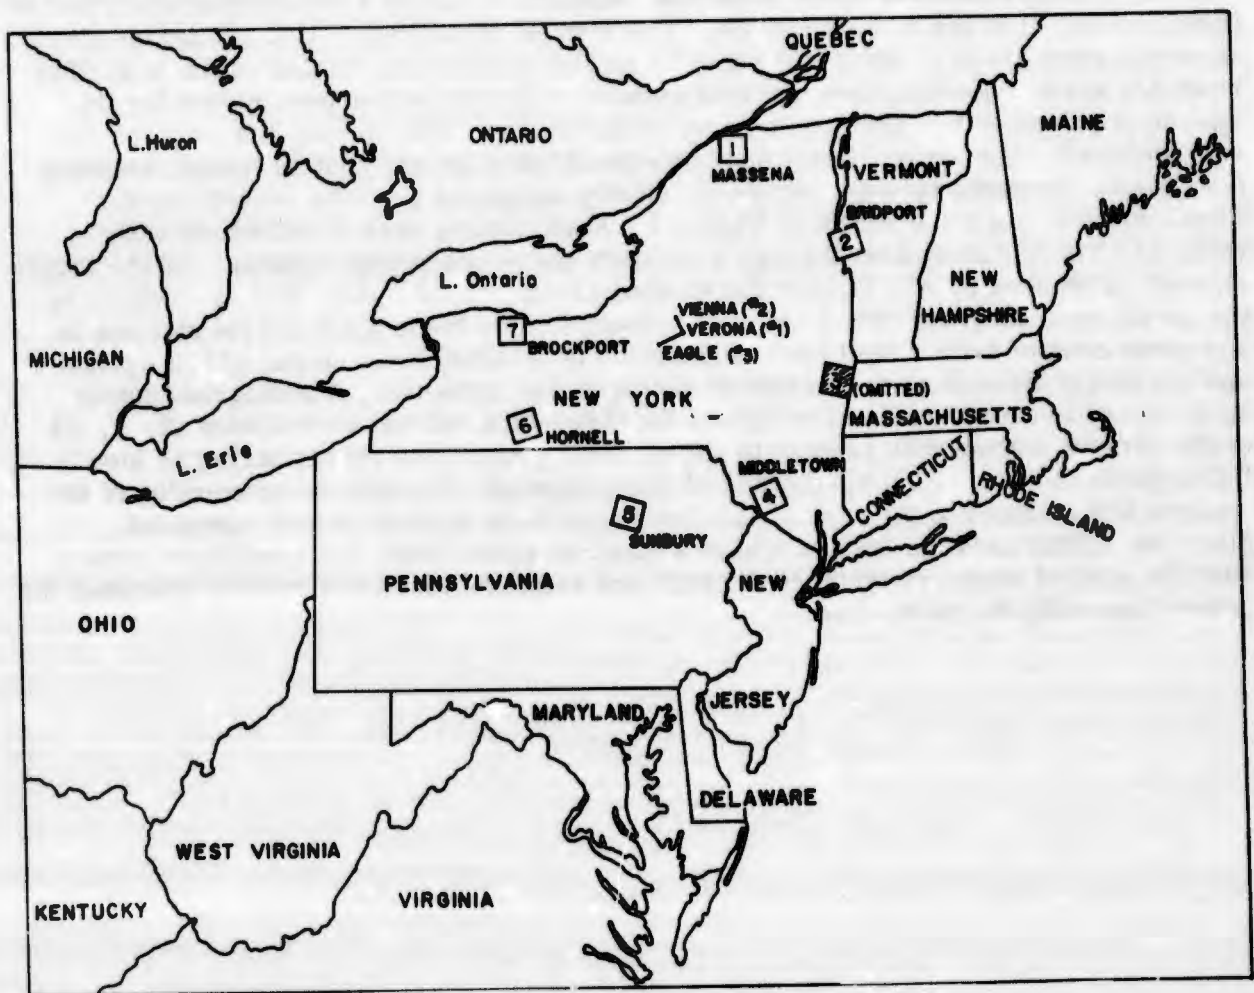 QUEBEC
L.Huron
ONTARIO
MAINE
1
MASSENA
VERMONT
BRIDPORT
2
L. Ontario
NEW
HAMPSHIRE
VIENNA (#2)
VERONA (#1)
EAGLE (#3)
7
BROCKPORT
MICHIGAN
(OMITTED)
NEW YORK
MASSACHUSETTS
6
HORNELL
L. Erie
MIDDLETOWN
4
CONNECTICUT
RHODE ISLAND
5
SUNBURY
PENNSYLVANIA
NEW
OHIO
JERSEY
MARYLAND
DELAWARE
WEST VIRGINIA
VIRGINIA
KENTUCKY